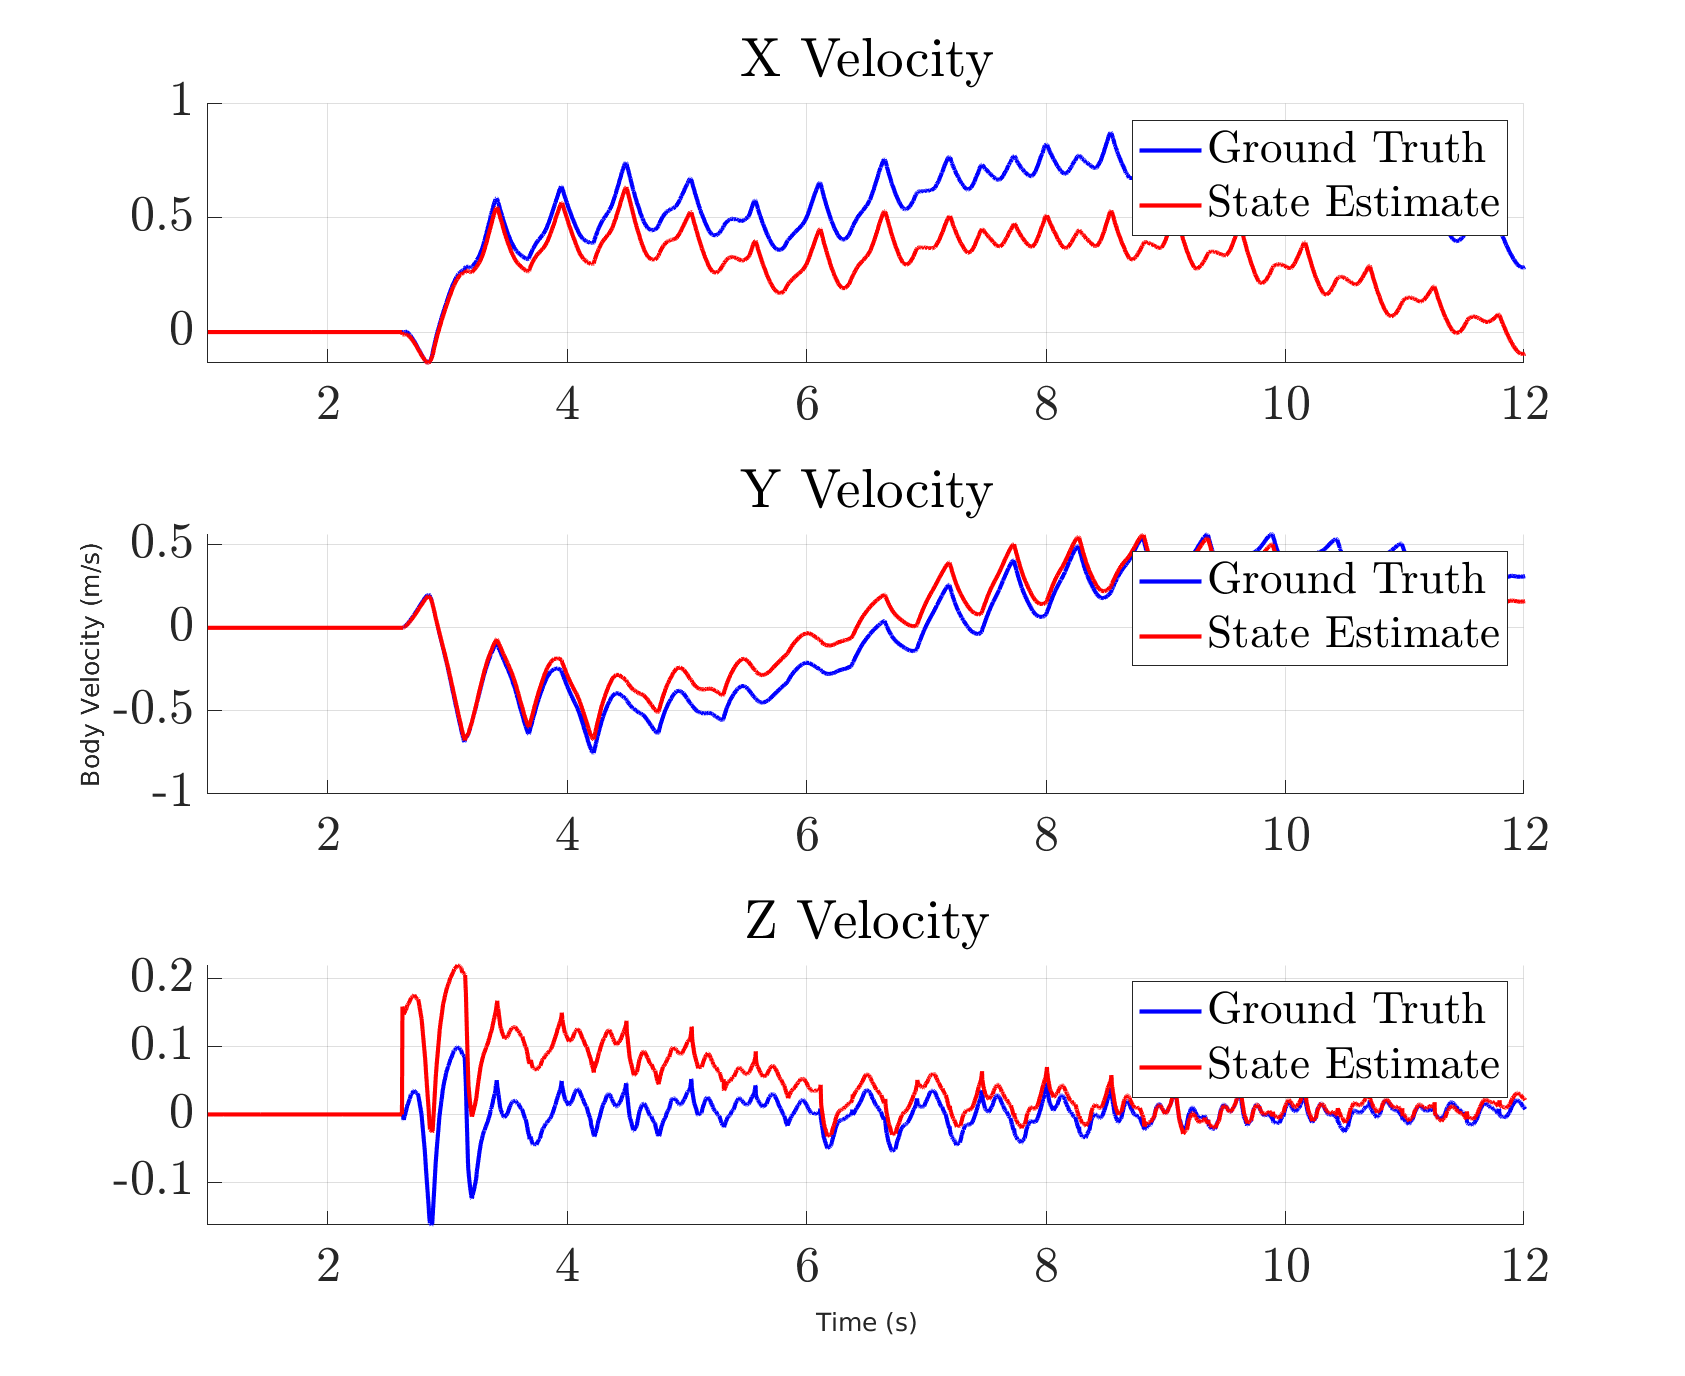 X Velocity
1
0.5
0
Ground Truth
State Estimate
2 4 6 8 10 12
Y Velocity
0.5
0
-0.5
-1
Body Velocity (m/s)
Ground Truth
State Estimate
2 4 6 8 10 12
Z Velocity
0.2
0.1
0
-0.1
Ground Truth
State Estimate
2 4 6 8 10 12
Time (s)